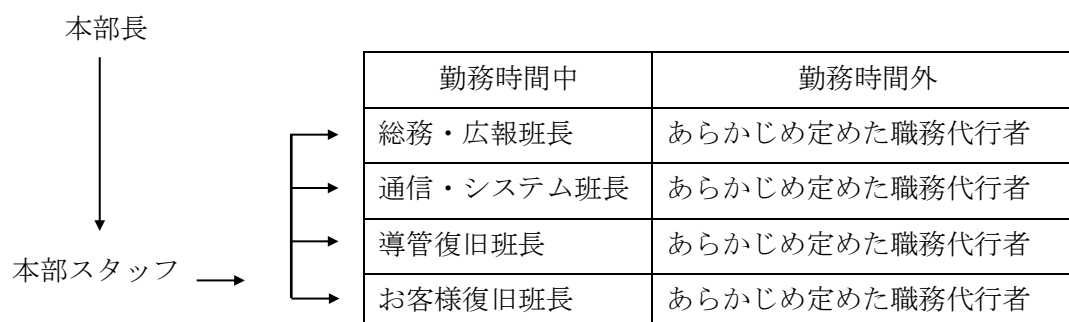 本部長
勤務時間中 勤務時間外
総務・広報班長 あらかじめ定めた職務代行者
通信・システム班長 あらかじめ定めた職務代行者
導管復旧班長 あらかじめ定めた職務代行者
本部スタッフ
お客様復旧班長 あらかじめ定めた職務代行者